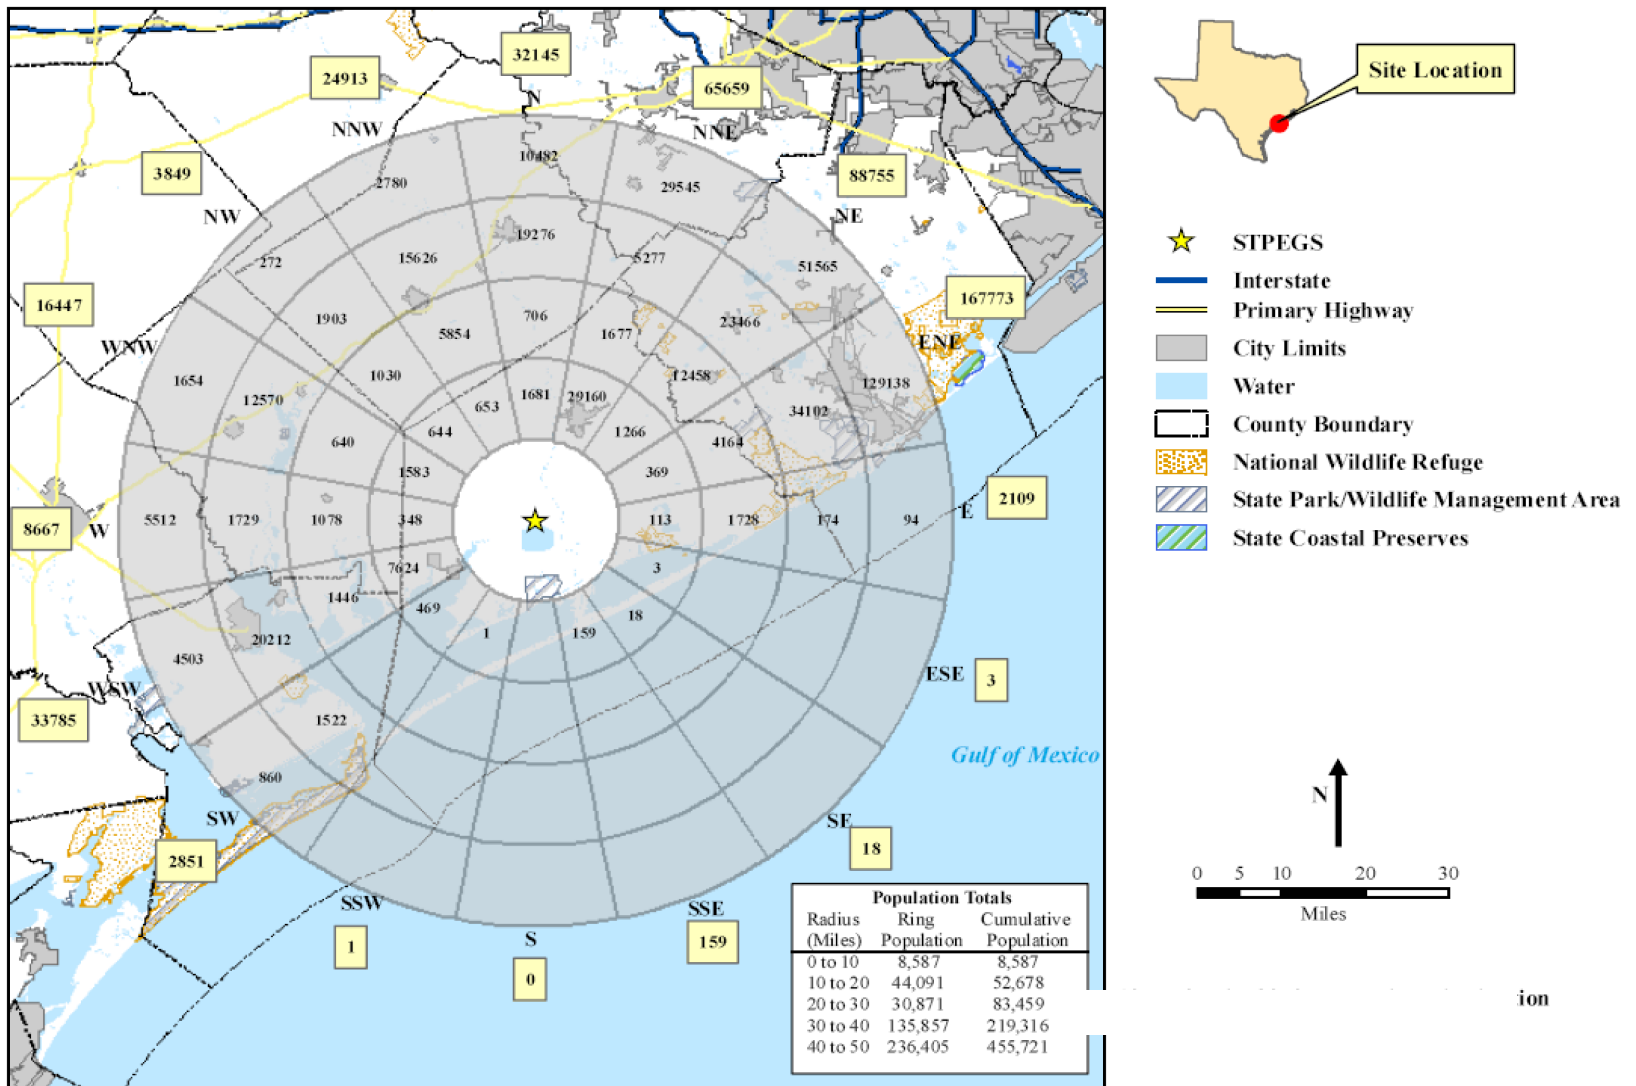 32145
24913
65659
N
NNW
NNE
10482
3849
2780
29545
88755
NW
NE
19276
15626
5277
272
51565
16447
167773
1903
5854
706
1677
23466
WNW
ENE
1654
1030
12458
129138
12570
653
1681
29160
34102
640
644
1266
4164
1583
369
2109
8667
W
5512
1729
1078
348
113
1728
174
94
E
7624
3
1446
469
18
20212
1
159
4503
WSW
ESE
3
33785
1522
Gulf of Mexico
860
SW
SE
2851
18
SSW
SSE
1
S
159
0
Population Totals
Radius (Miles) Ring Population Cumulative Population
0 to 10 8,587 8,587
10 to 20 44,091 52,678
20 to 30 30,871 83,459
30 to 40 135,857 219,316
40 to 50 236,405 455,721
Site Location
STPEGS
Interstate
Primary Highway
City Limits
Water
County Boundary
National Wildlife Refuge
State Park/Wildlife Management Area
State Coastal Preserves
N
0 5 10 20 30
Miles